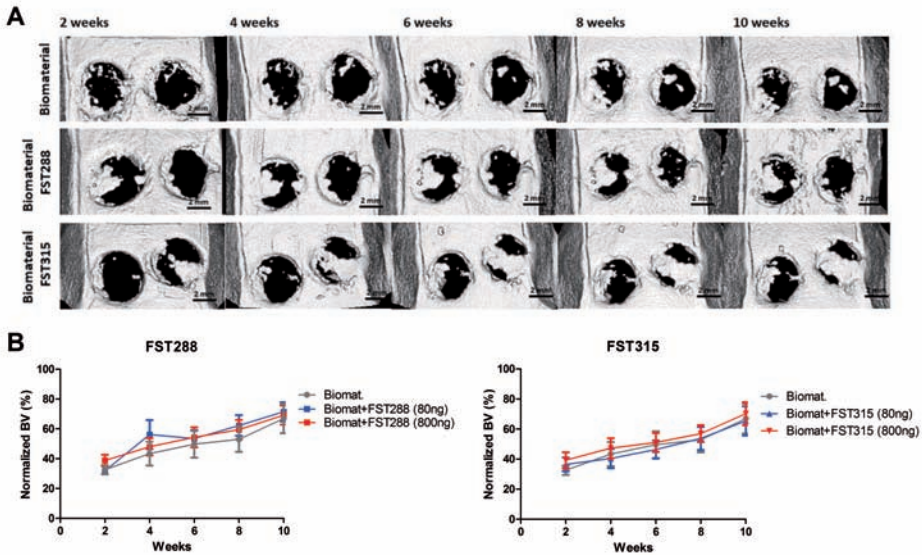 A
2 weeks
4 weeks
6 weeks
8 weeks
10 weeks
Biomaterial
2 mm
2 mm
2 mm
2 mm
2 mm
Biomaterial
FST288
2 mm
2 mm
2 mm
2 mm
2 mm
Biomaterial
FST315
2 mm
2 mm
2 mm
2 mm
2 mm
B
FST288
Normalized BV (%)
100
80
60
40
20
0
0
2
4
6
8
10
Weeks
Biomat.
Biomat+FST288 (80ng)
Biomat+FST288 (800ng)
FST315
Normalized BV (%)
100
80
60
40
20
0
0
2
4
6
8
10
Weeks
Biomat.
Biomat+FST315 (80ng)
Biomat+FST315 (800ng)